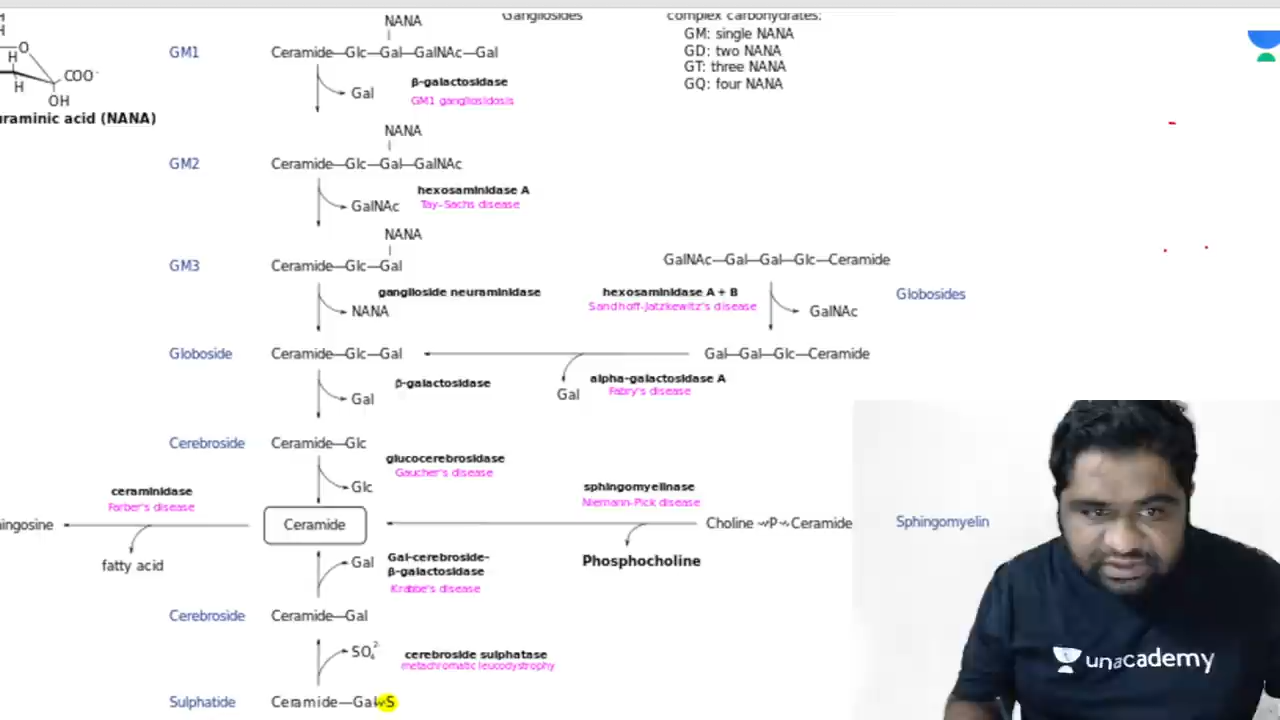 NANA
Gangliosides
complex carbohydrates:
GM: single NANA
GD: two NANA
GT: three NANA
GQ: four NANA
H
H
O
H
COO⁻
H
OH
uraminic acid (NANA)
GM1
Ceramide—Glc—Gal—GalNAc—Gal
Gal
β-galactosidase
GM1 gangliosidosis
NANA
GM2
Ceramide—Glc—Gal—GalNAc
GalNAc
hexosaminidase A
Tay–Sachs disease
NANA
GM3
Ceramide—Glc—Gal
NANA
ganglioside neuraminidase
GalNAc—Gal—Gal—Glc—Ceramide
hexosaminidase A + B
Sandhoff-Jatzkewitz's disease
GalNAc
Globosides
Globoside
Ceramide—Glc—Gal
Gal—Gal—Glc—Ceramide
Gal
β-galactosidase
Gal
alpha-galactosidase A
Fabry's disease
Cerebroside
Ceramide—Glc
Glc
glucocerebrosidase
Gaucher's disease
ceraminidase
Farber's disease
sphingomyelinase
Niemann-Pick disease
ingosine
Ceramide
Choline~P~Ceramide
Sphingomyelin
fatty acid
Gal
Gal-cerebroside-
β-galactosidase
Krabbe's disease
Phosphocholine
Cerebroside
Ceramide—Gal
SO₄²⁻
cerebroside sulphatase
metachromatic leucodystrophy
Sulphatide
Ceramide—Gal~S
unacademy